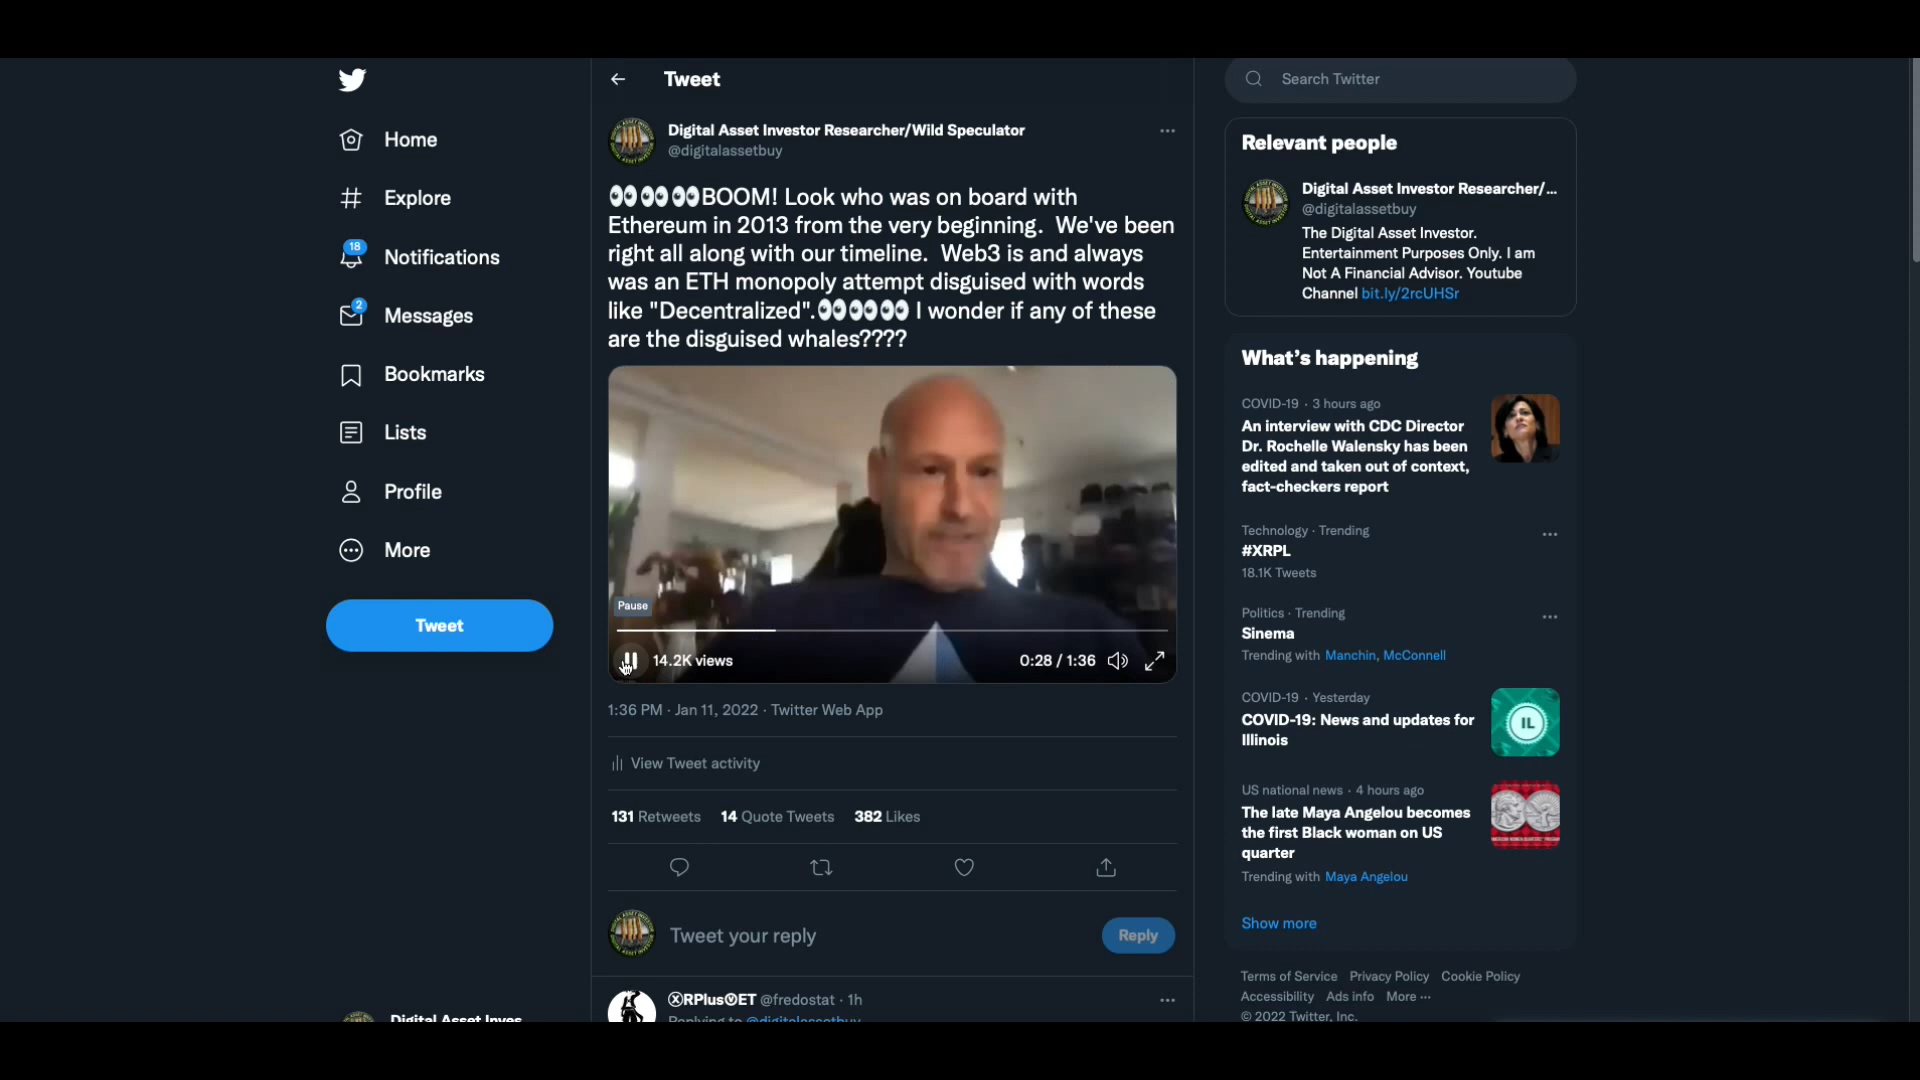 Tweet
Search Twitter
Home
Explore
18
Notifications
2
Messages
Bookmarks
Lists
Profile
More
Tweet
Digital Asset Inves
Digital Asset Investor Researcher/Wild Speculator
@digitalassetbuy
👀👀👀BOOM! Look who was on board with
Ethereum in 2013 from the very beginning. We've been
right all along with our timeline. Web3 is and always
was an ETH monopoly attempt disguised with words
like "Decentralized".👀👀👀 I wonder if any of these
are the disguised whales????
Pause
14.2K views
0:28 / 1:36
1:36 PM · Jan 11, 2022 · Twitter Web App
View Tweet activity
131 Retweets 14 Quote Tweets 382 Likes
Tweet your reply
Reply
ⓍRPlusⓋET @fredostat · 1h
Replying to @digitalassetbuy
Relevant people
Digital Asset Investor Researcher/...
@digitalassetbuy
The Digital Asset Investor.
Entertainment Purposes Only. I am
Not A Financial Advisor. Youtube
Channel bit.ly/2rcUHSr
What's happening
COVID-19 · 3 hours ago
An interview with CDC Director
Dr. Rochelle Walensky has been
edited and taken out of context,
fact-checkers report
Technology · Trending
#XRPL
18.1K Tweets
Politics · Trending
Sinema
Trending with Manchin, McConnell
COVID-19 · Yesterday
COVID-19: News and updates for
Illinois
IL
US national news · 4 hours ago
The late Maya Angelou becomes
the first Black woman on US
quarter
Trending with Maya Angelou
Show more
Terms of Service Privacy Policy Cookie Policy
Accessibility Ads info More ···
© 2022 Twitter, Inc.